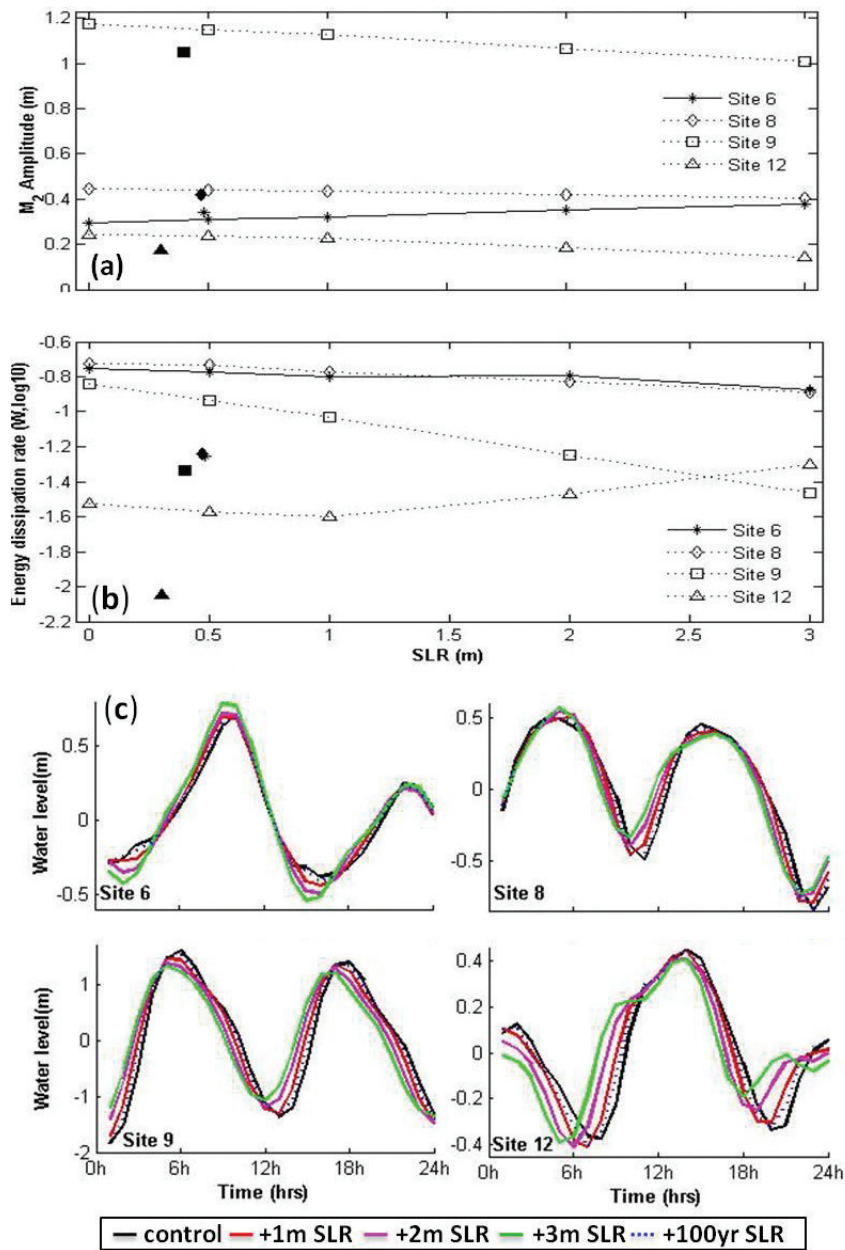 1.2
1
0.8
0.6
0.4
0.2
0
M2 Amplitude (m)
Site 6
Site 8
Site 9
Site 12
(a)
-0.6
-0.8
-1
-1.2
-1.4
-1.6
-1.8
-2
-2.2
Energy dissipation rate (W,log10)
Site 6
Site 8
Site 9
Site 12
(b)
0 0.5 1 1.5 2 2.5 3
SLR (m)
(c)
0.5
0
-0.5
Water level(m)
Site 6
0.5
0
-0.5
Site 8
1
0
-1
-2
Water level(m)
Site 9
0h 6h 12h 18h 24h
Time (hrs)
0.4
0.2
0
-0.2
-0.4
Site 12
0h 6h 12h 18h 24h
Time (hrs)
control +1m SLR +2m SLR +3m SLR +100yr SLR